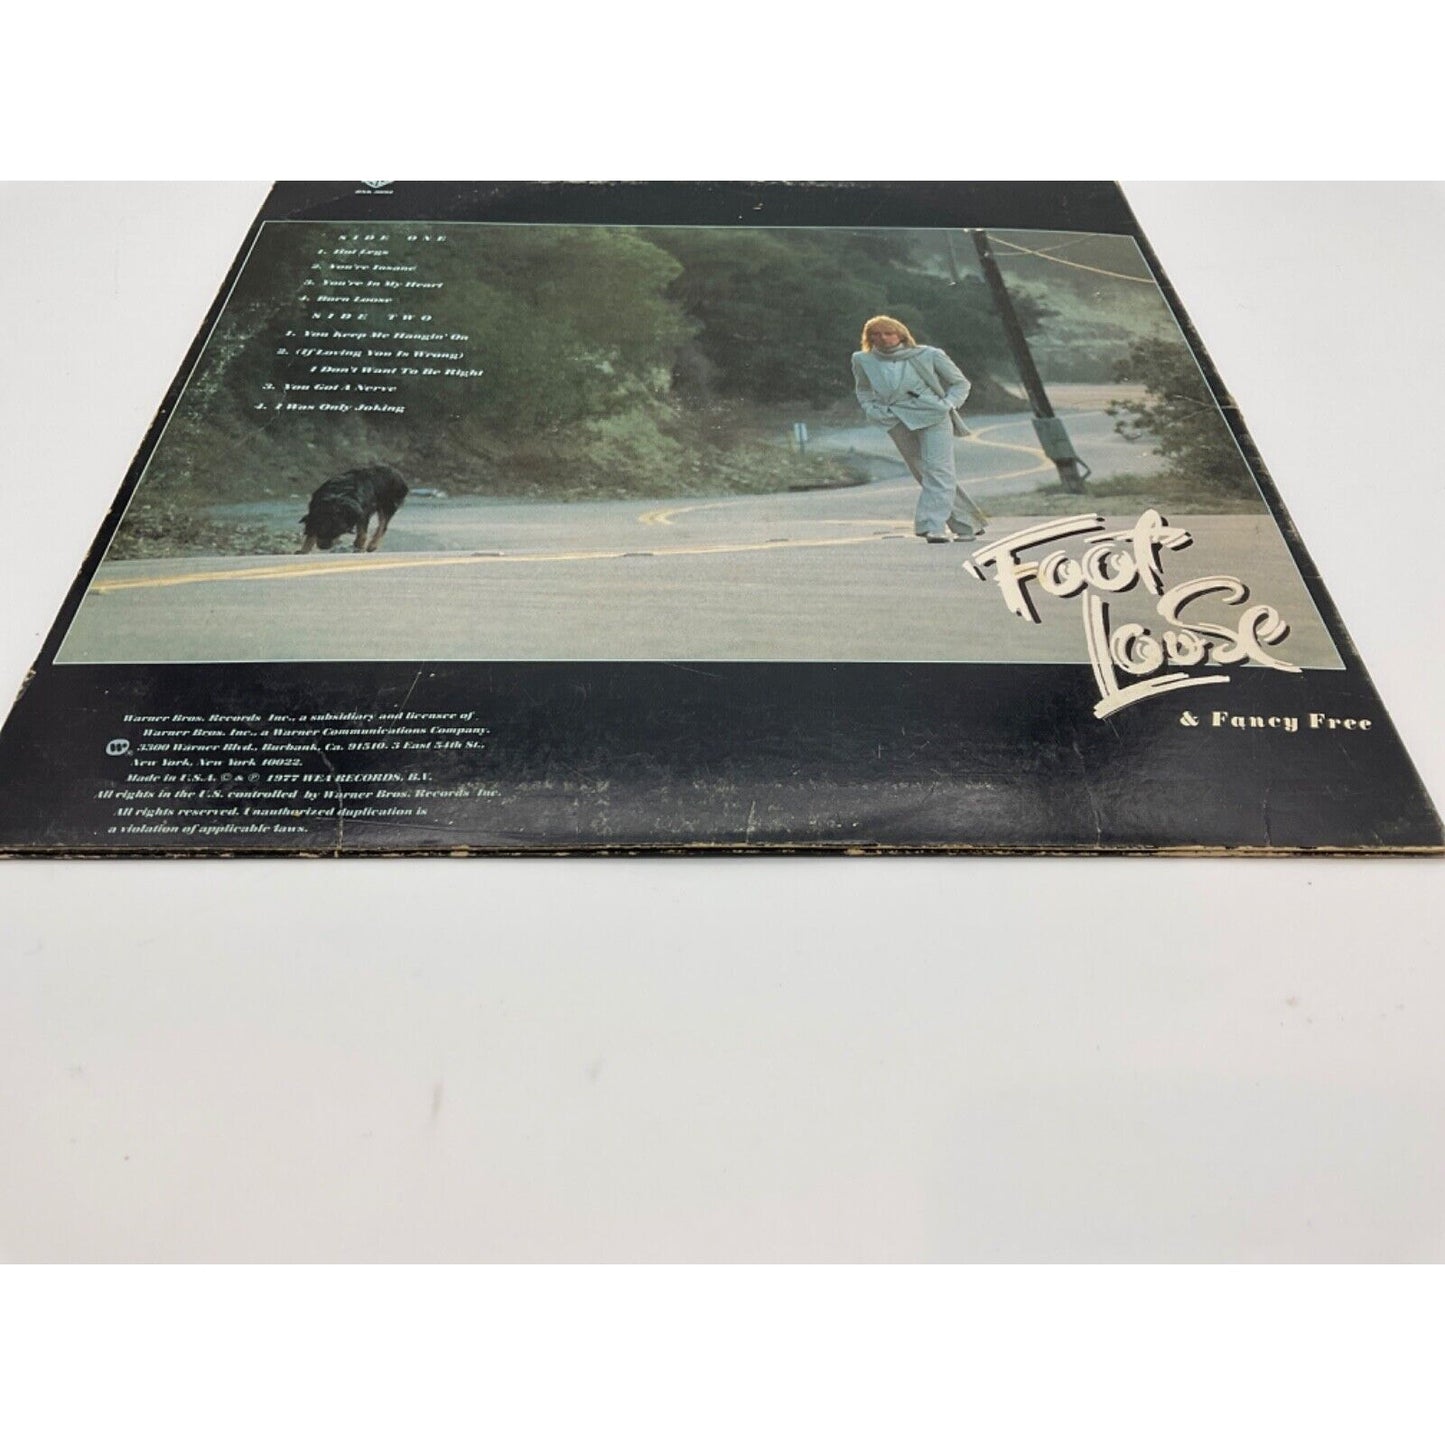 SIDE ONE
1. Hot Legs
2. You're Insane
3. You're In My Heart
4. Born Loose
SIDE TWO
1. You Keep Me Hangin' On
2. (If Loving You Is Wrong)
I Don't Want To Be Right
3. You Got A Nerve
4. I Was Only Joking
Foot
Loose
& Fancy Free
Warner Bros. Records Inc., a subsidiary and licensee of
Warner Bros. Inc., a Warner Communications Company.
W ® 3300 Warner Blvd., Burbank, Ca. 91510. 3 East 54th St.,
New York, New York 10022.
Made in U.S.A. © & ℗ 1977 WEA RECORDS, B.V.
All rights in the U.S. controlled by Warner Bros. Records Inc.
All rights reserved. Unauthorized duplication is
a violation of applicable laws.